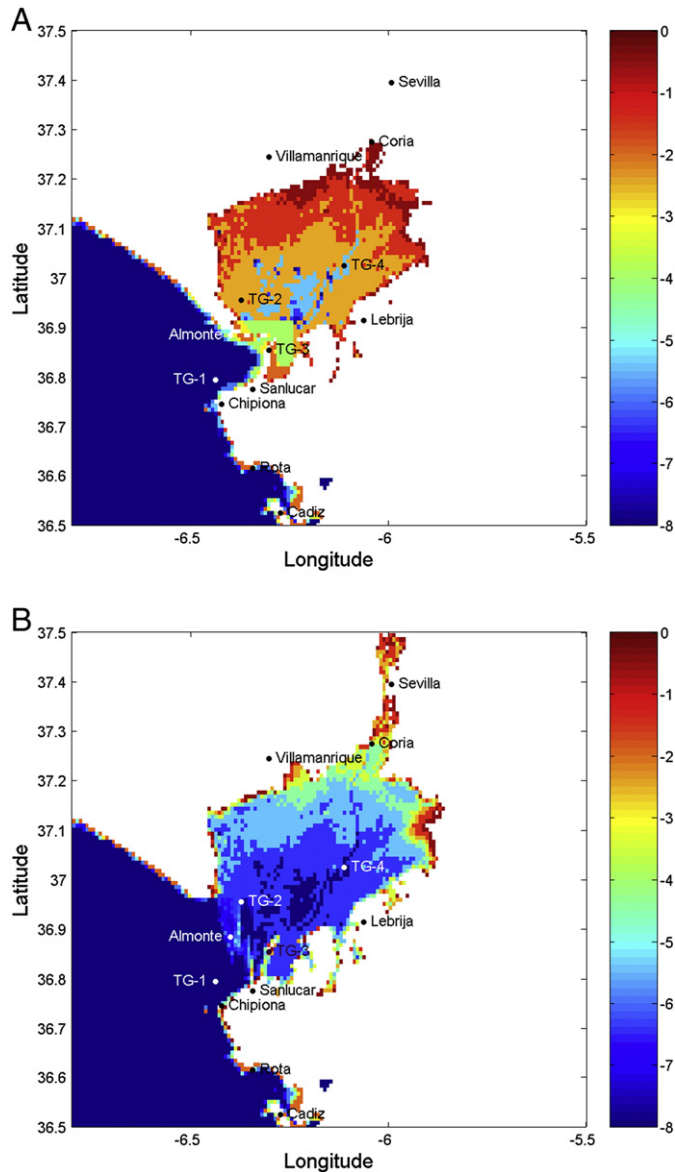 A
37.5
37.4
37.3
37.2
37.1
37
36.9
36.8
36.7
36.6
36.5
Latitude
Sevilla
Coria
Villamanrique
TG-4
TG-2
Lebrija
Almonte
TG-3
TG-1
Sanlucar
Chipiona
Rota
Cadiz
-6.5
-6
-5.5
Longitude
0
-1
-2
-3
-4
-5
-6
-7
-8
B
37.5
37.4
37.3
37.2
37.1
37
36.9
36.8
36.7
36.6
36.5
Latitude
Sevilla
Coria
Villamanrique
TG-4
TG-2
Lebrija
Almonte
TG-3
TG-1
Sanlucar
Chipiona
Rota
Cadiz
-6.5
-6
-5.5
Longitude
0
-1
-2
-3
-4
-5
-6
-7
-8